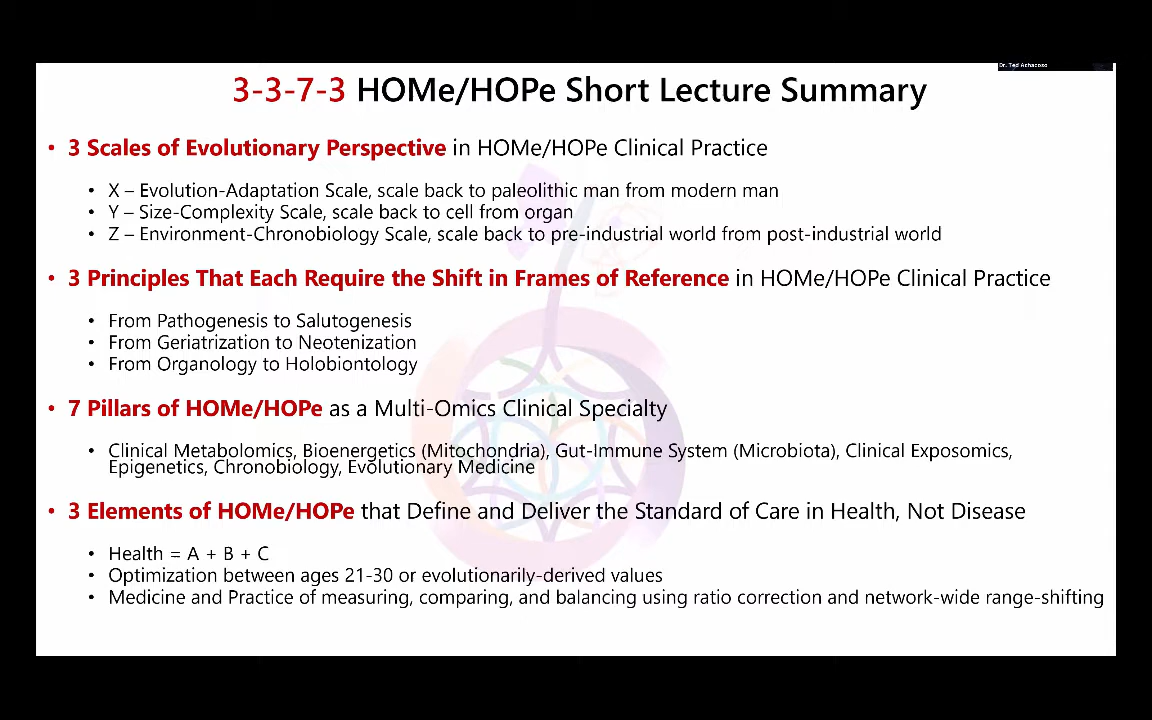 Dr. Ted Achacoso
3-3-7-3 HOMe/HOPe Short Lecture Summary
• 3 Scales of Evolutionary Perspective in HOMe/HOPe Clinical Practice
• X – Evolution-Adaptation Scale, scale back to paleolithic man from modern man
• Y – Size-Complexity Scale, scale back to cell from organ
• Z – Environment-Chronobiology Scale, scale back to pre-industrial world from post-industrial world
• 3 Principles That Each Require the Shift in Frames of Reference in HOMe/HOPe Clinical Practice
• From Pathogenesis to Salutogenesis
• From Geriatrization to Neotenization
• From Organology to Holobiontology
• 7 Pillars of HOMe/HOPe as a Multi-Omics Clinical Specialty
• Clinical Metabolomics, Bioenergetics (Mitochondria), Gut-Immune System (Microbiota), Clinical Exposomics,
Epigenetics, Chronobiology, Evolutionary Medicine
• 3 Elements of HOMe/HOPe that Define and Deliver the Standard of Care in Health, Not Disease
• Health = A + B + C
• Optimization between ages 21-30 or evolutionarily-derived values
• Medicine and Practice of measuring, comparing, and balancing using ratio correction and network-wide range-shifting